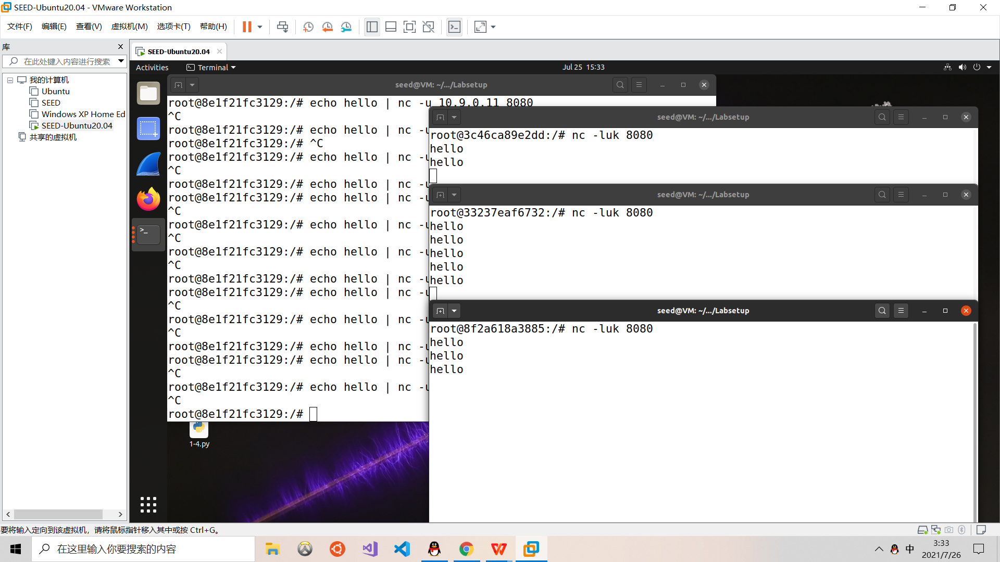 SEED-Ubuntu20.04 - VMware Workstation
文件(F) 编辑(E) 查看(V) 虚拟机(M) 选项卡(T) 帮助(H)
库
在此处键入内容进行搜索
我的计算机
Ubuntu
SEED
Windows XP Home Ed
SEED-Ubuntu20.04
共享的虚拟机
SEED-Ubuntu20.04
Activities Terminal Jul 25 15:33
seed@VM: ~/.../Labsetup
root@8e1f21fc3129:/# echo hello | nc -u 10.9.0.11 8080
^C
root@8e1f21fc3129:/# echo hello | nc -u
root@8e1f21fc3129:/# ^C
root@8e1f21fc3129:/# echo hello | nc -u
^C
root@8e1f21fc3129:/# echo hello | nc -u
root@8e1f21fc3129:/# echo hello | nc -u
^C
root@8e1f21fc3129:/# echo hello | nc -u
^C
root@8e1f21fc3129:/# echo hello | nc -u
^C
root@8e1f21fc3129:/# echo hello | nc -u
root@8e1f21fc3129:/# echo hello | nc -u
^C
root@8e1f21fc3129:/# echo hello | nc -u
^C
root@8e1f21fc3129:/# echo hello | nc -u
root@8e1f21fc3129:/# echo hello | nc -u
^C
root@8e1f21fc3129:/# echo hello | nc -u
^C
root@8e1f21fc3129:/#
seed@VM: ~/.../Labsetup
root@3c46ca89e2dd:/# nc -luk 8080
hello
hello
seed@VM: ~/.../Labsetup
root@33237eaf6732:/# nc -luk 8080
hello
hello
hello
hello
hello
seed@VM: ~/.../Labsetup
root@8f2a618a3885:/# nc -luk 8080
hello
hello
hello
1-4.py
要将输入定向到该虚拟机，请将鼠标指针移入其中或按 Ctrl+G。
在这里输入你要搜索的内容
中
3:33
2021/7/26